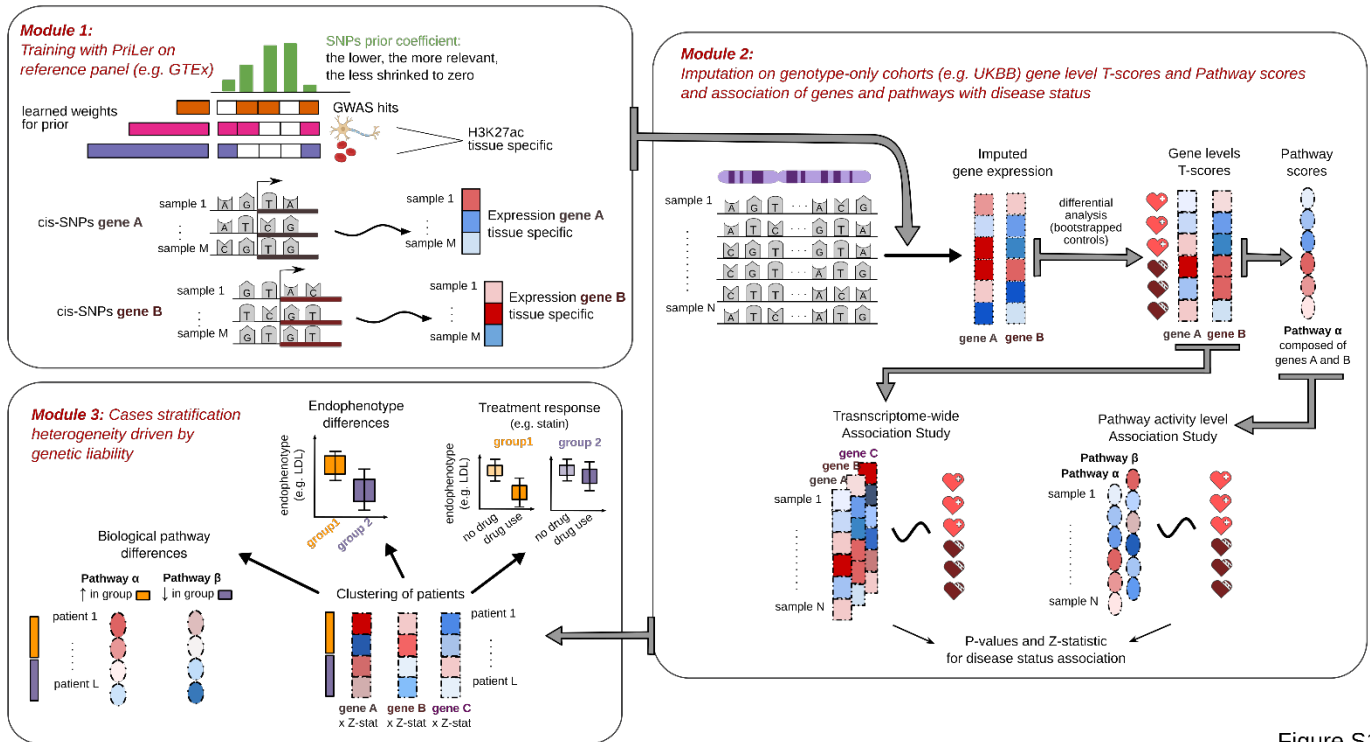 Module 1:
Training with PriLer on
reference panel (e.g. GTEx)
SNPs prior coefficient:
the lower, the more relevant,
the less shrinked to zero
learned weights
for prior
GWAS hits
H3K27ac
tissue specific
cis-SNPs gene A
sample 1
A G T A
A T C G
sample M
C G T G
sample 1
sample M
Expression gene A
tissue specific
cis-SNPs gene B
sample 1
G T A C
T C G T
sample M
G T G T
sample 1
sample M
Expression gene B
tissue specific
Module 2:
Imputation on genotype-only cohorts (e.g. UKBB) gene level T-scores and Pathway scores
and association of genes and pathways with disease status
sample 1
A G T ··· A C G
C T C ··· G T G
A T C ··· G T A
C G T ··· A T G
C T T ··· A C A
sample N
A T C ··· A T G
Imputed
gene expression
gene A gene B
differential
analysis
(bootstrapped
controls)
Gene levels
T-scores
gene A gene B
Pathway
scores
Pathway α
composed of
genes A and B
Trasnscriptome-wide
Association Study
gene C
gene B
gene A
sample 1
sample N
Pathway activity level
Association Study
Pathway β
Pathway α
sample 1
sample N
P-values and Z-statistic
for disease status association
Module 3: Cases stratification
heterogeneity driven by
genetic liability
Endophenotype
differences
endophenotype
(e.g. LDL)
group1
group 2
Treatment response
(e.g. statin)
group1
group 2
endophenotype
(e.g. LDL)
no drug
drug use
no drug
drug use
Biological pathway
differences
Pathway α
↑ in group
Pathway β
↓ in group
patient 1
patient L
Clustering of patients
patient 1
patient L
gene A gene B gene C
x Z-stat x Z-stat x Z-stat